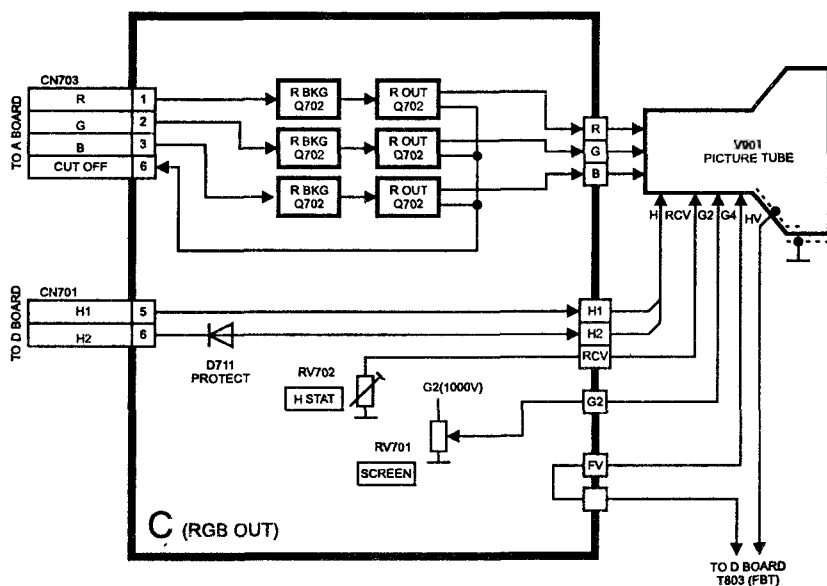 CN703
TO A BOARD
R 1
G 2
B 3
CUT OFF 6
R BKG
Q702
R OUT
Q702
R BKG
Q702
R OUT
Q702
R BKG
Q702
R OUT
Q702
R
G
B
V901
PICTURE TUBE
H RCV G2 G4 HV
CN701
TO D BOARD
H1 5
H2 6
D711
PROTECT
H1
H2
RCV
RV702
H STAT
G2(1000V)
G2
RV701
SCREEN
FV
C (RGB OUT)
TO D BOARD
T803 (FBT)